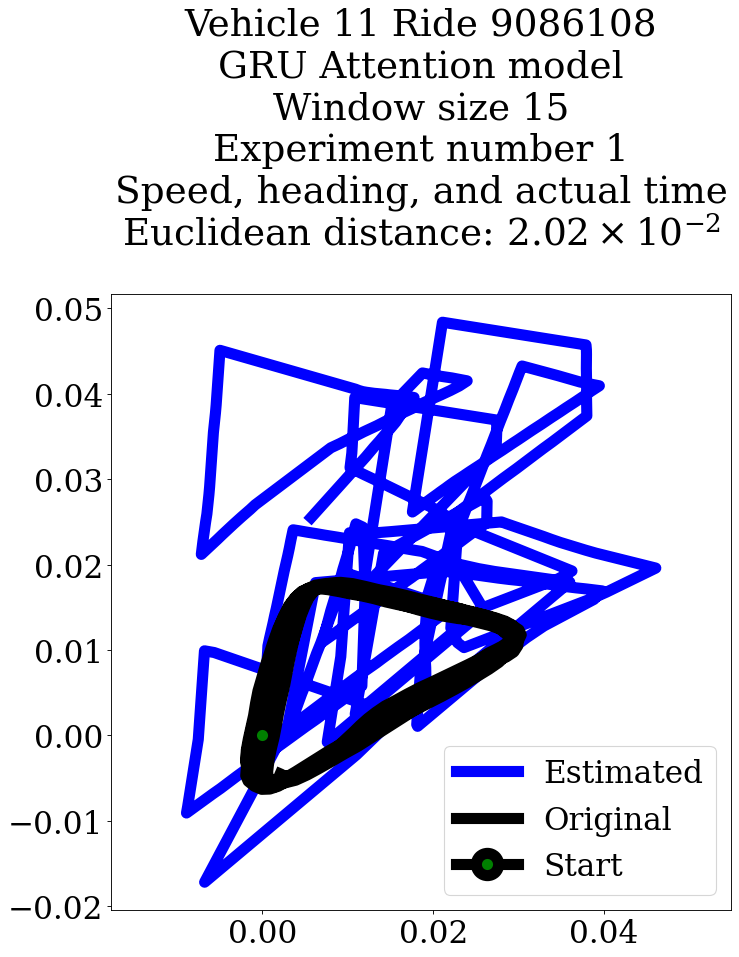 Vehicle 11 Ride 9086108
GRU Attention model
Window size 15
Experiment number 1
Speed, heading, and actual time
Euclidean distance: 2.02 × 10⁻²
0.05
0.04
0.03
0.02
0.01
0.00
−0.01
−0.02
0.00 0.02 0.04
Estimated
Original
Start